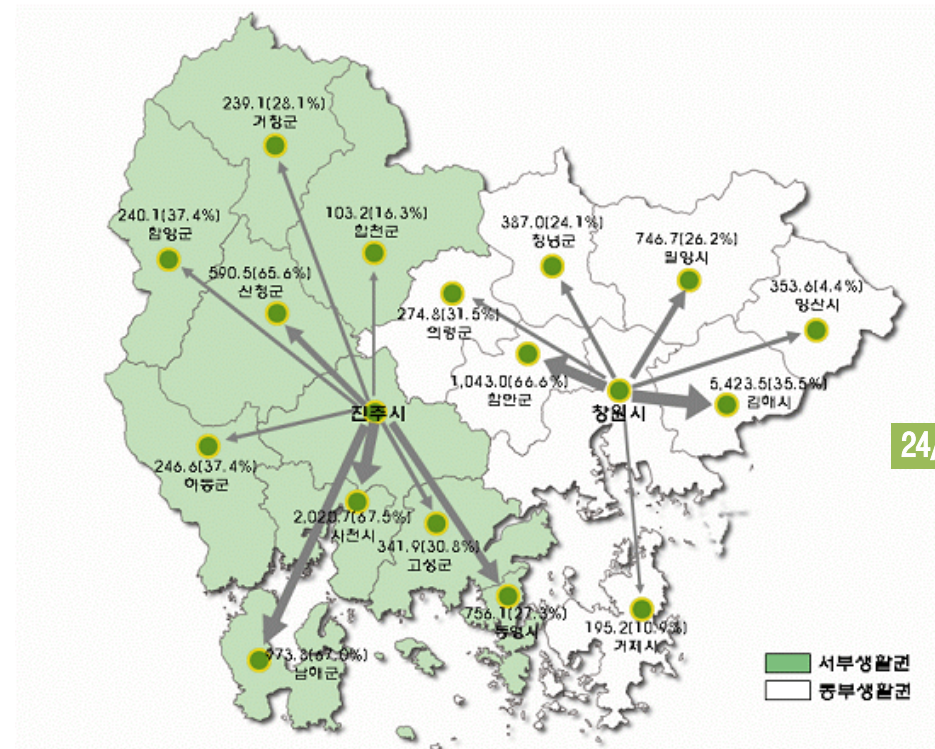 239.1(28.1%)
거창군
240.1(37.4%)
함양군
103.2(16.3%)
합천군
590.5(65.6%)
산청군
387.0(24.1%)
창녕군
746.7(26.2%)
밀양시
353.6(4.4%)
양산시
274.8(31.5%)
의령군
1,043.0(66.6%)
함안군
5,423.5(35.5%)
김해시
진주시
창원시
24/
246.6(37.4%)
하동군
2,020.7(67.5%)
사천시
341.9(30.8%)
고성군
756.1(27.3%)
통영시
195.2(10.9%)
거제시
973.8(67.0%)
남해군
서부생활권
동부생활권